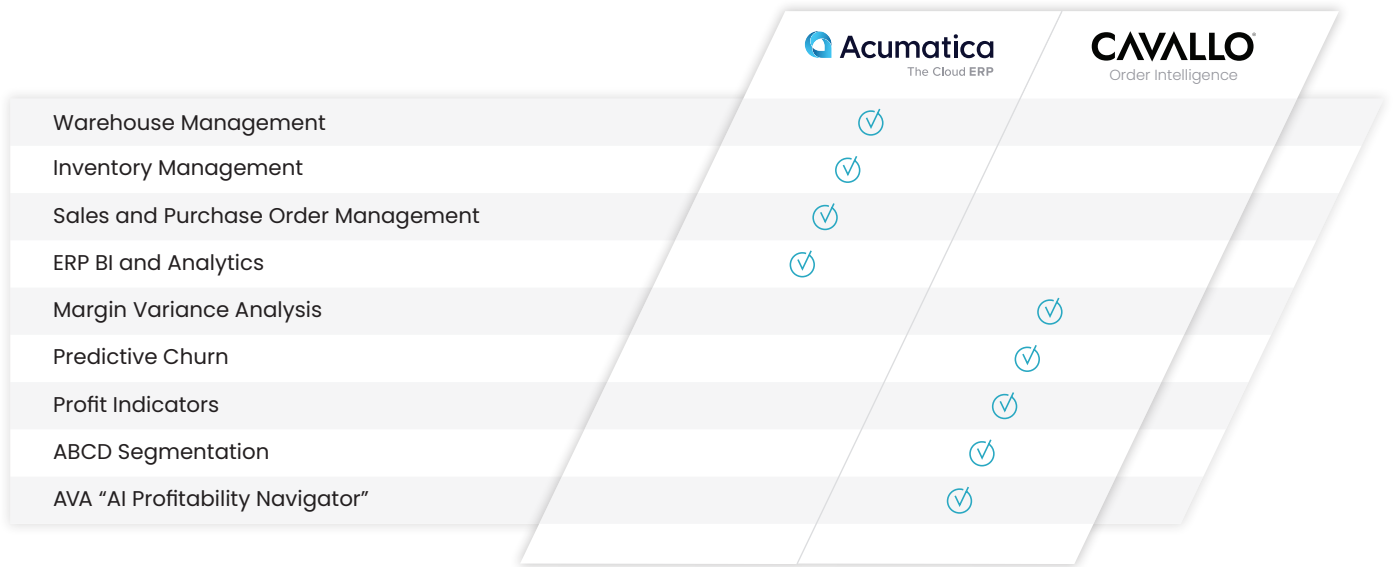 Acumatica
The Cloud ERP
CAVALLO®
Order Intelligence
Warehouse Management
Inventory Management
Sales and Purchase Order Management
ERP BI and Analytics
Margin Variance Analysis
Predictive Churn
Profit Indicators
ABCD Segmentation
AVA “AI Profitability Navigator”